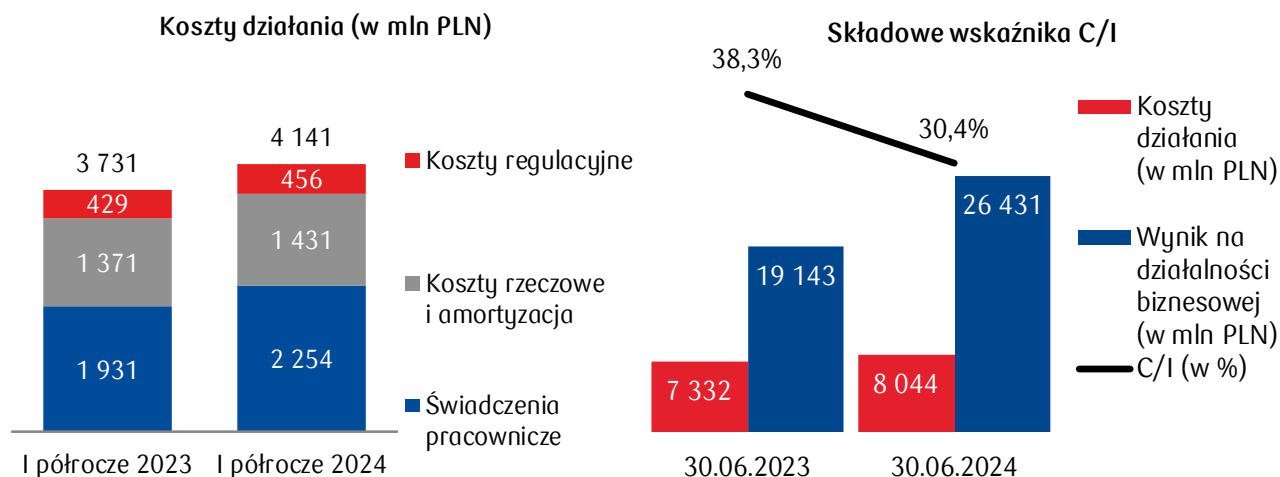 Koszty działania (w mln PLN)
3 731
4 141
429
456
1 371
1 431
1 931
2 254
I półrocze 2023
I półrocze 2024
Koszty regulacyjne
Koszty rzeczowe
i amortyzacja
Świadczenia
pracownicze
Składowe wskaźnika C/I
38,3%
30,4%
7 332
19 143
8 044
26 431
30.06.2023
30.06.2024
Koszty
działania
(w mln PLN)
Wynik na
działalności
biznesowej
(w mln PLN)
C/I (w %)